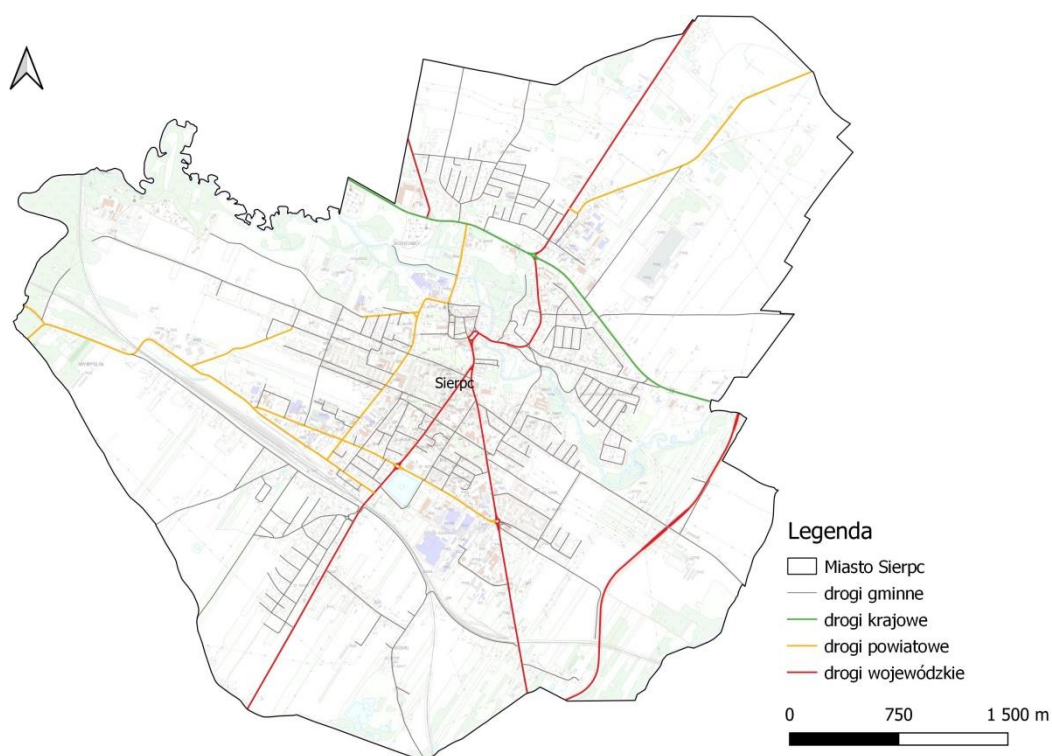 Sierpc
Legenda
Miasto Sierpc
drogi gminne
drogi krajowe
drogi powiatowe
drogi wojewódzkie
0 750 1 500 m